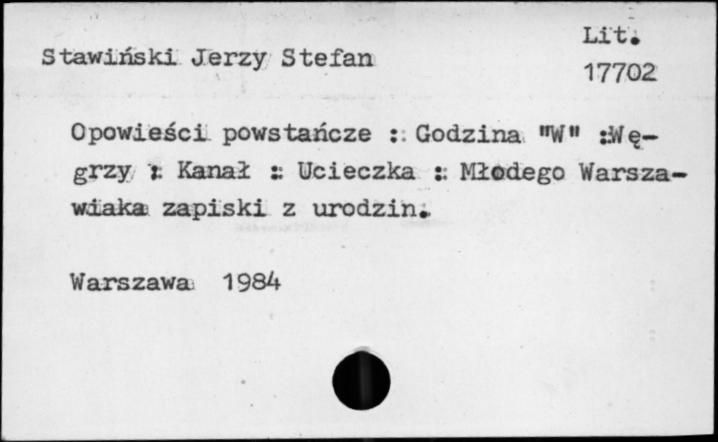 Lit.
Stawiński Jerzy Stefan
17702
Opowieści powstańcze : Godzina "W" :Wę-
grzy : Kanał : Ucieczka : Młodego Warsza-
wiaka zapiski z urodzin.
Warszawa 1984